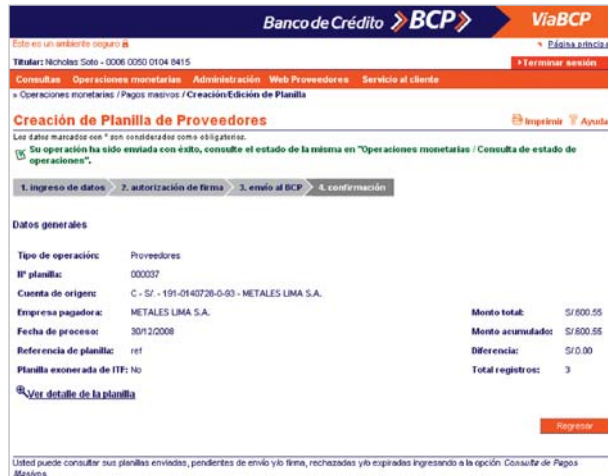 Banco de Crédito BCP
VíaBCP
Este es un ambiente seguro
Página principal
Titular: Nicholas Soto - 0006 0050 0104 8415
Terminar sesión
Consultas Operaciones monetarias Administración Web Proveedores Servicio al cliente
» Operaciones monetarias / Pagos masivos / Creación/Edición de Planilla
Creación de Planilla de Proveedores
Imprimir Ayuda
Los datos marcados con * son considerados como obligatorios.
Su operación ha sido enviada con éxito, consulte el estado de la misma en "Operaciones monetarias / Consulta de estado de
operaciones".
1. ingreso de datos 2. autorización de firma 3. envío al BCP 4. confirmación
Datos generales
Tipo de operación: Proveedores
Nº planilla: 000037
Cuenta de origen: C - S/. - 191-0140728-0-93 - METALES LIMA S.A.
Empresa pagadora: METALES LIMA S.A. Monto total: S/.600.55
Fecha de proceso: 30/12/2008 Monto acumulado: S/.600.55
Referencia de planilla: ref Diferencia: S/.0.00
Planilla exonerada de ITF: No Total registros: 3
Ver detalle de la planilla
Regresar
Usted puede consultar sus planillas enviadas, pendientes de envío y/o firma, rechazadas y/o expiradas ingresando a la opción Consulta de Pagos
Masivos